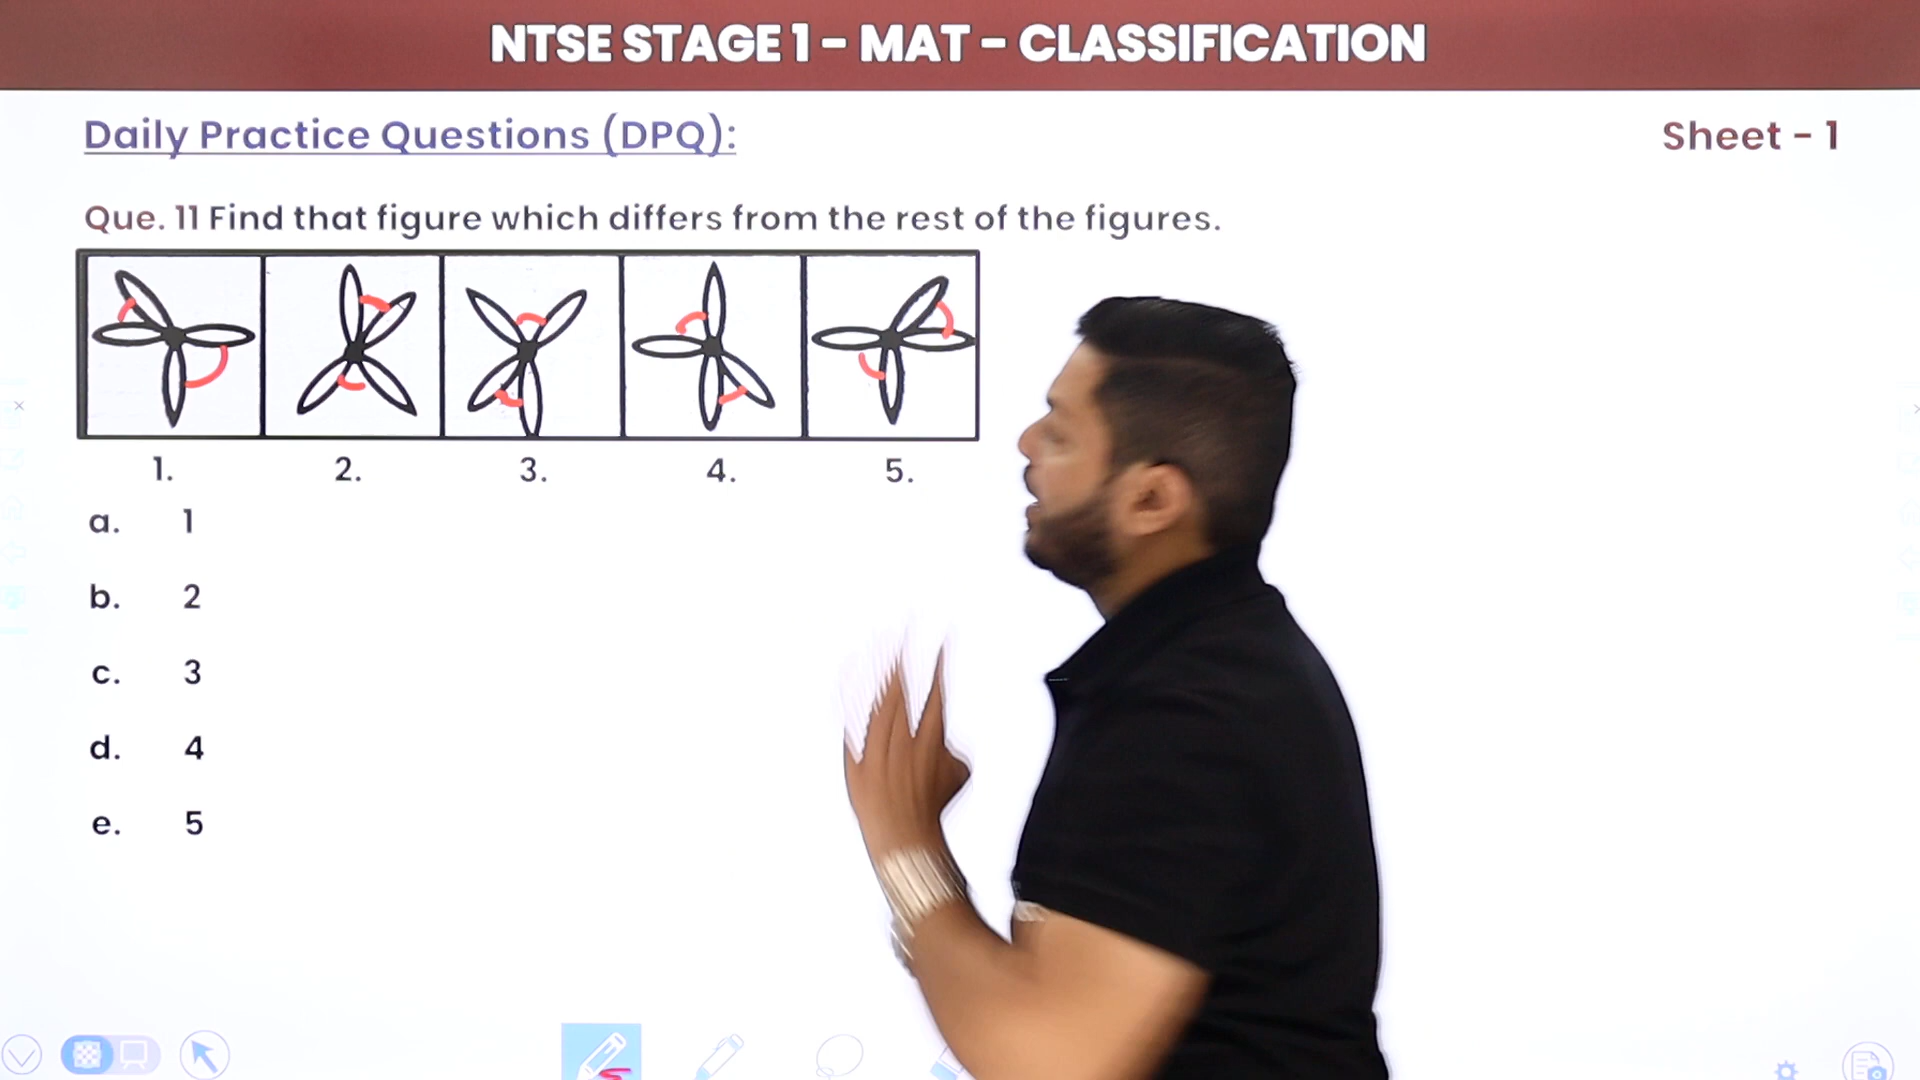 NTSE STAGE 1 - MAT - CLASSIFICATION
Daily Practice Questions (DPQ):
Sheet - 1
Que. 11 Find that figure which differs from the rest of the figures.
1. 2. 3. 4. 5.
a. 1
b. 2
c. 3
d. 4
e. 5